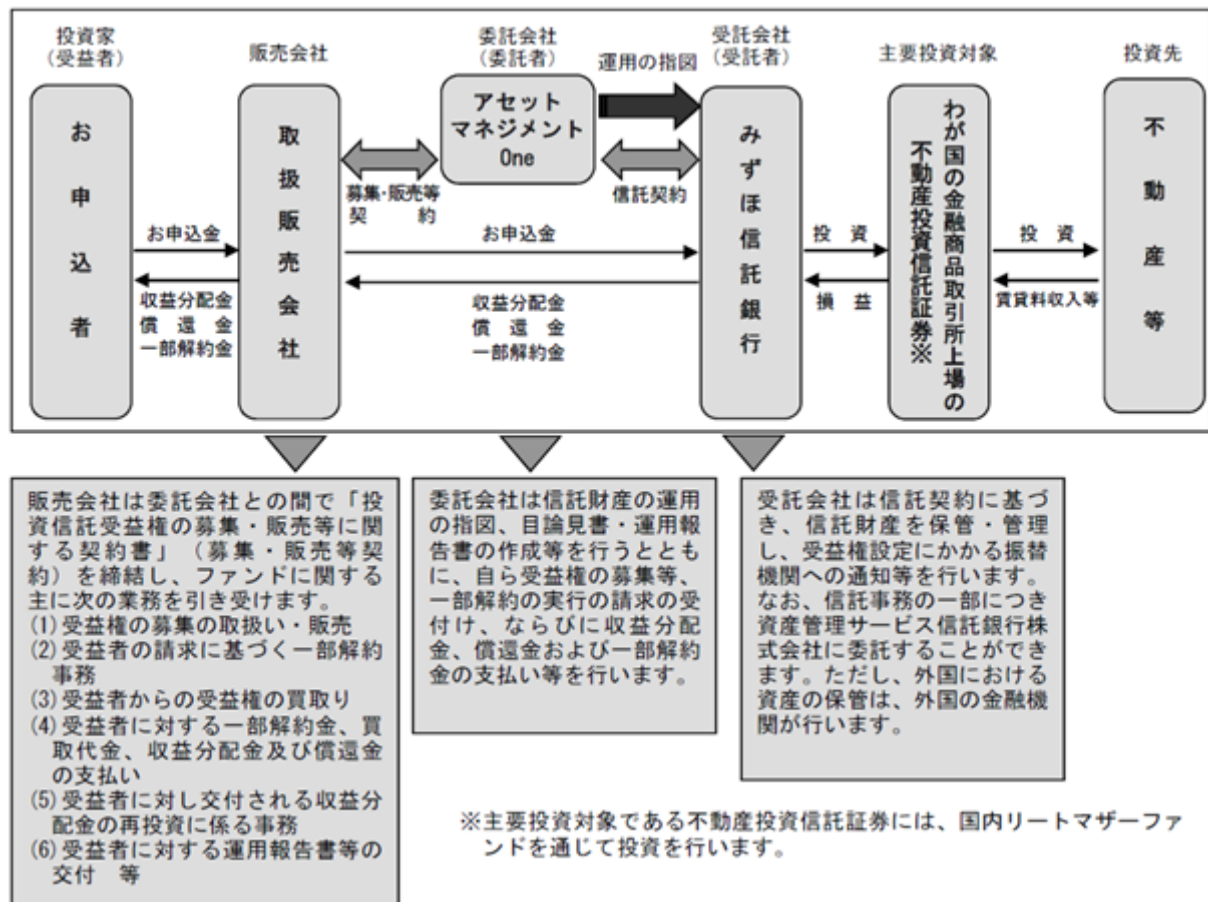 投資家
(受益者)
販売会社
委託会社
(委託者)
運用の指図
受託会社
(受託者)
主要投資対象
投資先
お申込者
取扱販売会社
アセット
マネジメント
One
みずほ信託銀行
わが国の金融商品取引所上場の
不動産投資信託証券※
不動産等
募集・販売等
契約
信託契約
お申込金
収益分配金
償還金
一部解約金
お申込金
収益分配金
償還金
一部解約金
投資
損益
投資
賃貸料収入等
販売会社は委託会社との間で「投
資信託受益権の募集・販売等に関
する契約書」(募集・販売等契
約)を締結し、ファンドに関する
主に次の業務を引き受けます。
(1)受益権の募集の取扱い・販売
(2)受益者の請求に基づく一部解約
事務
(3)受益者からの受益権の買取り
(4)受益者に対する一部解約金、買
取代金、収益分配金及び償還金
の支払い
(5)受益者に対し交付される収益分
配金の再投資に係る事務
(6)受益者に対する運用報告書等の
交付 等
委託会社は信託財産の運用
の指図、目論見書・運用報
告書の作成等を行うととも
に、自ら受益権の募集等、
一部解約の実行の請求の受
付け、ならびに収益分配
金、償還金および一部解約
金の支払い等を行います。
受託会社は信託契約に基づ
き、信託財産を保管・管理
し、受益権設定にかかる振替
機関への通知等を行います。
なお、信託事務の一部につき
資産管理サービス信託銀行株
式会社に委託することができ
ます。ただし、外国における
資産の保管は、外国の金融機
関が行います。
※主要投資対象である不動産投資信託証券には、国内リートマザーファ
ンドを通じて投資を行います。